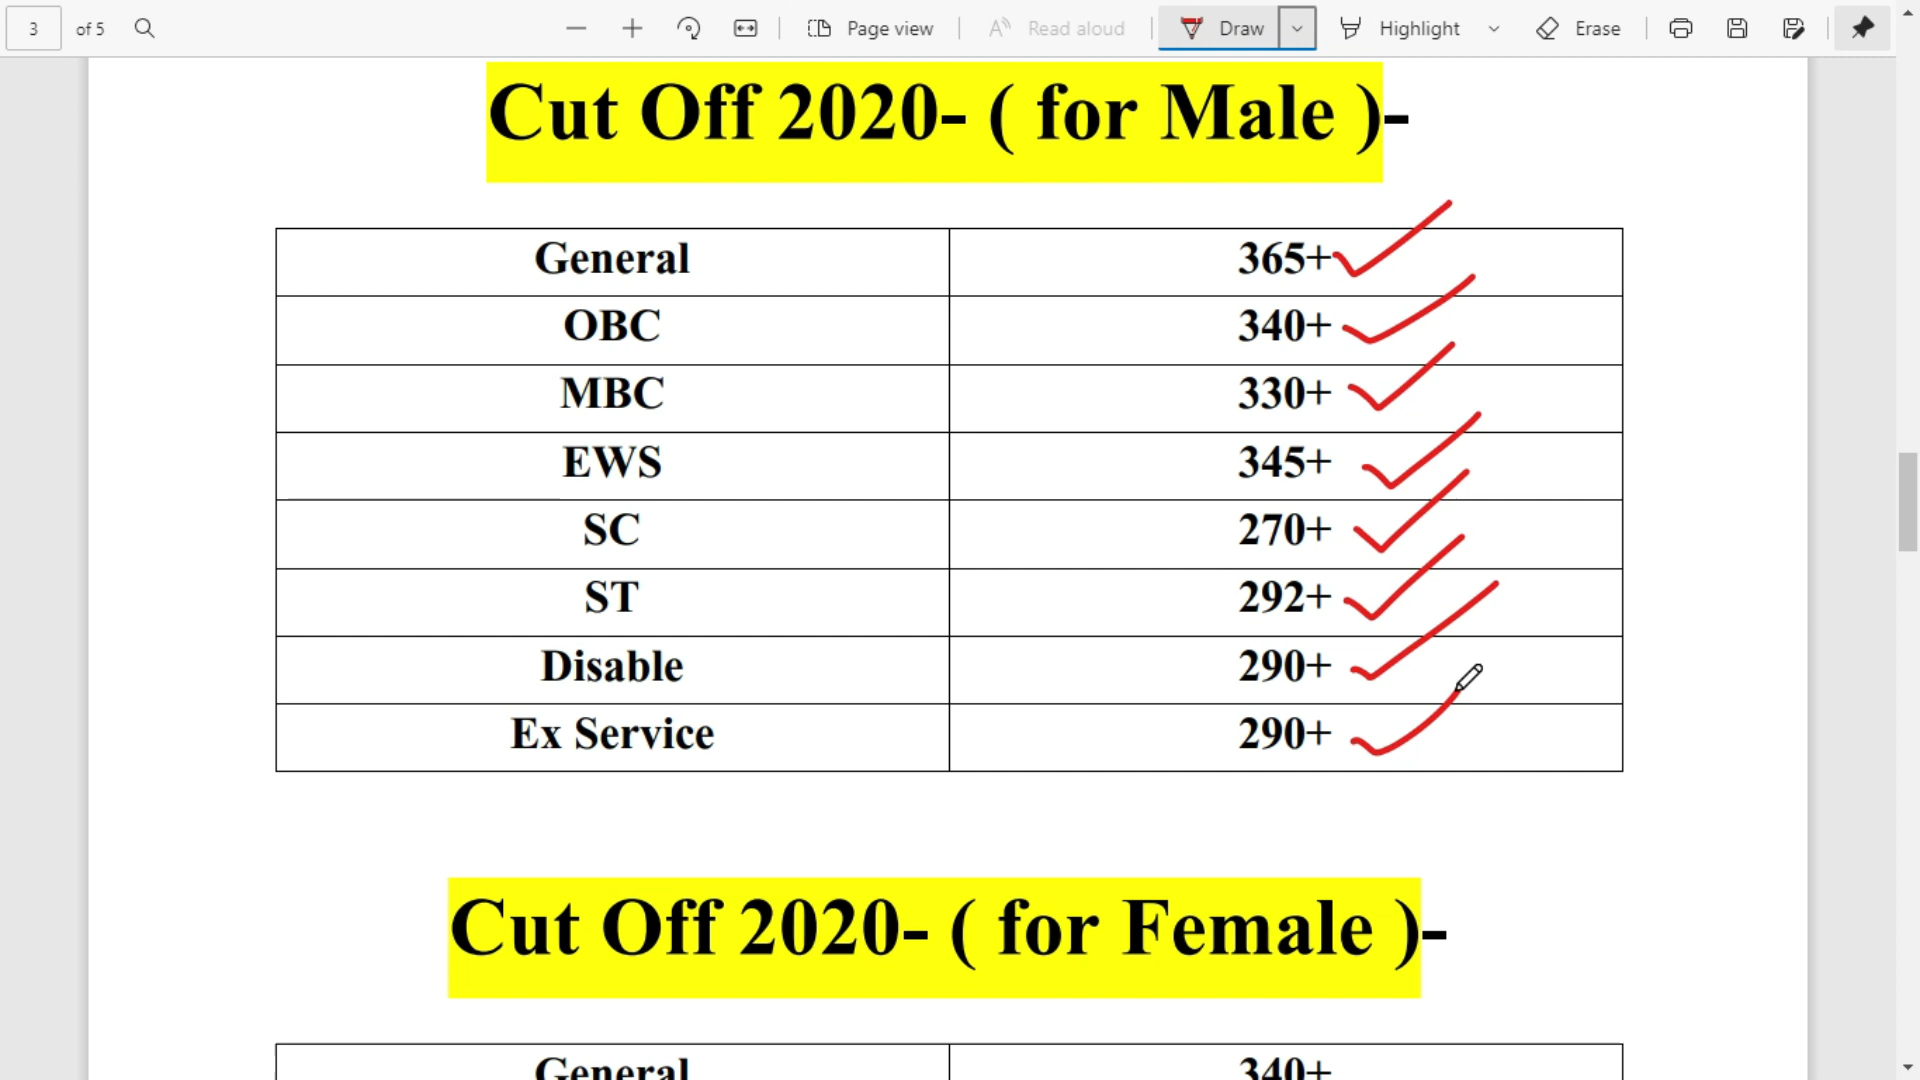 3 of 5 Page view Read aloud Draw Highlight Erase
Cut Off 2020- ( for Male )-
General 365+
OBC 340+
MBC 330+
EWS 345+
SC 270+
ST 292+
Disable 290+
Ex Service 290+
Cut Off 2020- ( for Female )-
General 340+